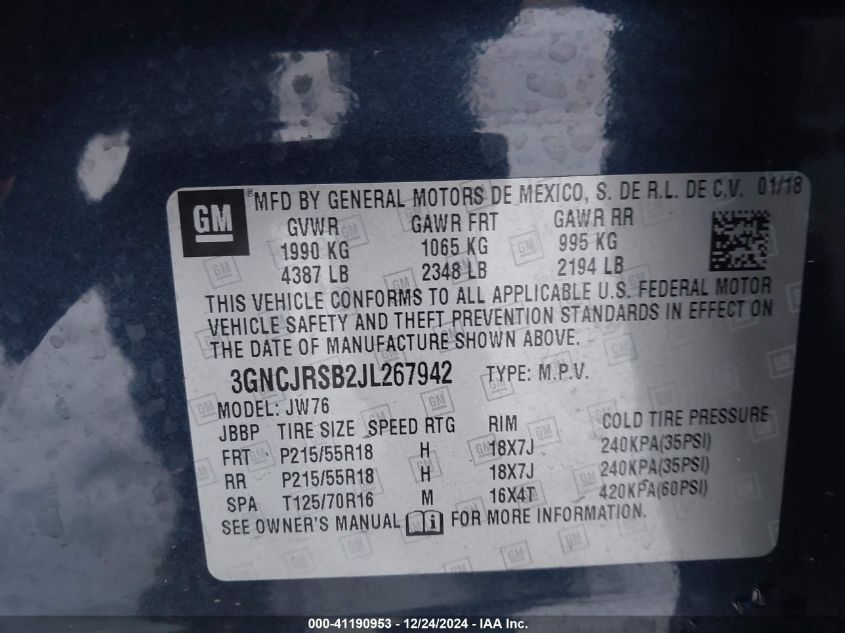 GM ® MFD BY GENERAL MOTORS DE MEXICO, S. DE R.L. DE C.V. 01/18
GVWR GAWR FRT GAWR RR
1990 KG 1065 KG 995 KG
4387 LB 2348 LB 2194 LB
THIS VEHICLE CONFORMS TO ALL APPLICABLE U.S. FEDERAL MOTOR
VEHICLE SAFETY AND THEFT PREVENTION STANDARDS IN EFFECT ON
THE DATE OF MANUFACTURE SHOWN ABOVE.
3GNCJRSB2JL267942 TYPE: M.P.V.
MODEL: JW76
JBBP TIRE SIZE SPEED RTG RIM COLD TIRE PRESSURE
FRT P215/55R18 H 18X7J 240KPA(35PSI)
RR P215/55R18 H 18X7J 240KPA(35PSI)
SPA T125/70R16 M 16X4T 420KPA(60PSI)
SEE OWNER'S MANUAL i FOR MORE INFORMATION.
000-41190953 – 12/24/2024 – IAA Inc.